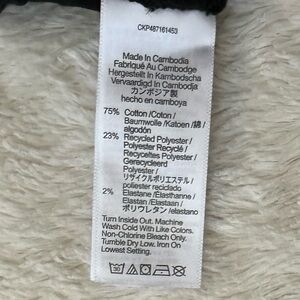 CKP487161453
Made In Cambodia
Fabriqué Au Cambodge
Hergestellt In Kambodscha
Vervaardigd In Cambodja
カンボジア製
hecho en camboya
75% Cotton /Coton /
Baumwolle /Katoen /綿 /
algodón
23% Recycled Polyester /
Polyester Recyclé /
Recyceltes Polyester /
Gerecycleerd
Polyester /
リサイクルポリエステル /
poliester reciclado
2% Elastane /Elasthanne /
Elastan /Elastaan /
ポリウレタン /elastano
Turn Inside Out. Machine
Wash Cold With Like Colors.
Non-Chlorine Bleach Only.
Tumble Dry Low. Iron On
Lowest Setting.